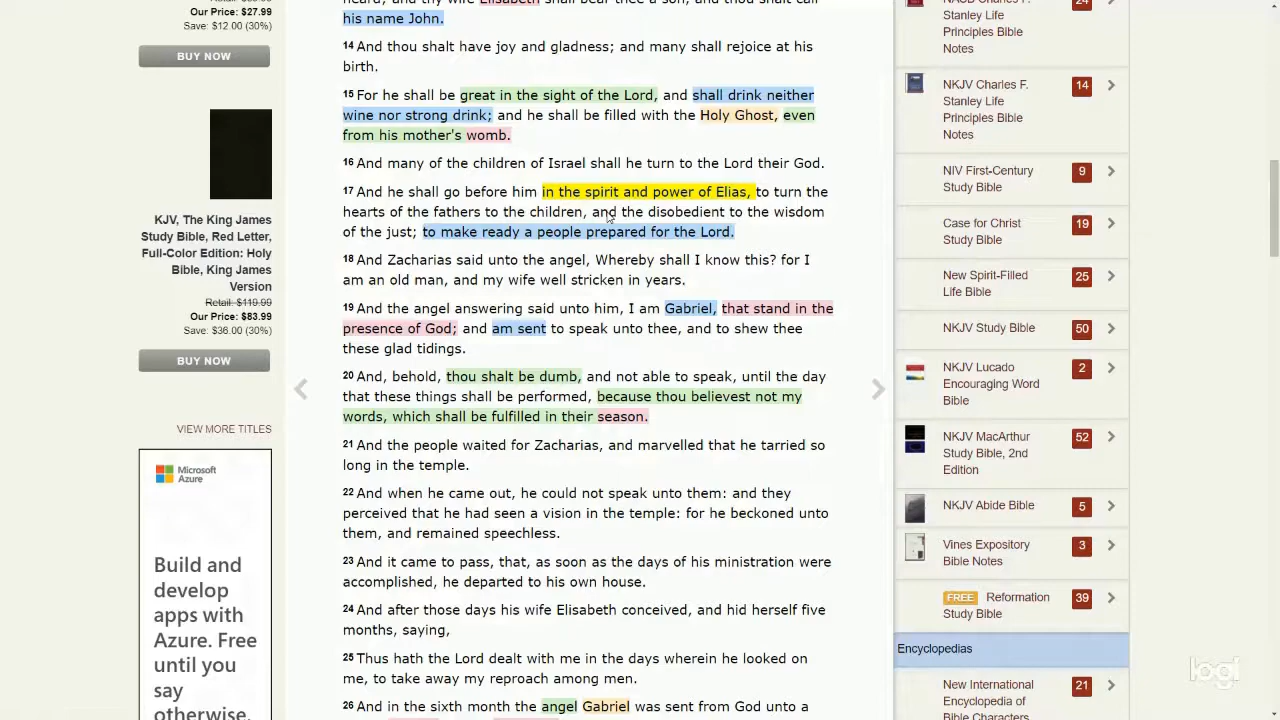 Retail: $39.99
Our Price: $27.99
Save: $12.00 (30%)
BUY NOW
KJV, The King James
Study Bible, Red Letter,
Full-Color Edition: Holy
Bible, King James
Version
Retail: $119.99
Our Price: $83.99
Save: $36.00 (30%)
BUY NOW
VIEW MORE TITLES
Microsoft
Azure
Build and
develop
apps with
Azure. Free
until you
say
otherwise.
heard; and thy wife Elisabeth shall bear thee a son, and thou shalt call
his name John.
14 And thou shalt have joy and gladness; and many shall rejoice at his
birth.
15 For he shall be great in the sight of the Lord, and shall drink neither
wine nor strong drink; and he shall be filled with the Holy Ghost, even
from his mother's womb.
16 And many of the children of Israel shall he turn to the Lord their God.
17 And he shall go before him in the spirit and power of Elias, to turn the
hearts of the fathers to the children, and the disobedient to the wisdom
of the just; to make ready a people prepared for the Lord.
18 And Zacharias said unto the angel, Whereby shall I know this? for I
am an old man, and my wife well stricken in years.
19 And the angel answering said unto him, I am Gabriel, that stand in the
presence of God; and am sent to speak unto thee, and to shew thee
these glad tidings.
20 And, behold, thou shalt be dumb, and not able to speak, until the day
that these things shall be performed, because thou believest not my
words, which shall be fulfilled in their season.
21 And the people waited for Zacharias, and marvelled that he tarried so
long in the temple.
22 And when he came out, he could not speak unto them: and they
perceived that he had seen a vision in the temple: for he beckoned unto
them, and remained speechless.
23 And it came to pass, that, as soon as the days of his ministration were
accomplished, he departed to his own house.
24 And after those days his wife Elisabeth conceived, and hid herself five
months, saying,
25 Thus hath the Lord dealt with me in the days wherein he looked on
me, to take away my reproach among men.
26 And in the sixth month the angel Gabriel was sent from God unto a
NASB Charles F. 24
Stanley Life
Principles Bible
Notes
NKJV Charles F. 14
Stanley Life
Principles Bible
Notes
NIV First-Century 9
Study Bible
Case for Christ 19
Study Bible
New Spirit-Filled 25
Life Bible
NKJV Study Bible 50
NKJV Lucado 2
Encouraging Word
Bible
NKJV MacArthur 52
Study Bible, 2nd
Edition
NKJV Abide Bible 5
Vines Expository 3
Bible Notes
FREE Reformation 39
Study Bible
Encyclopedias
New International 21
Encyclopedia of
Bible Characters
logi